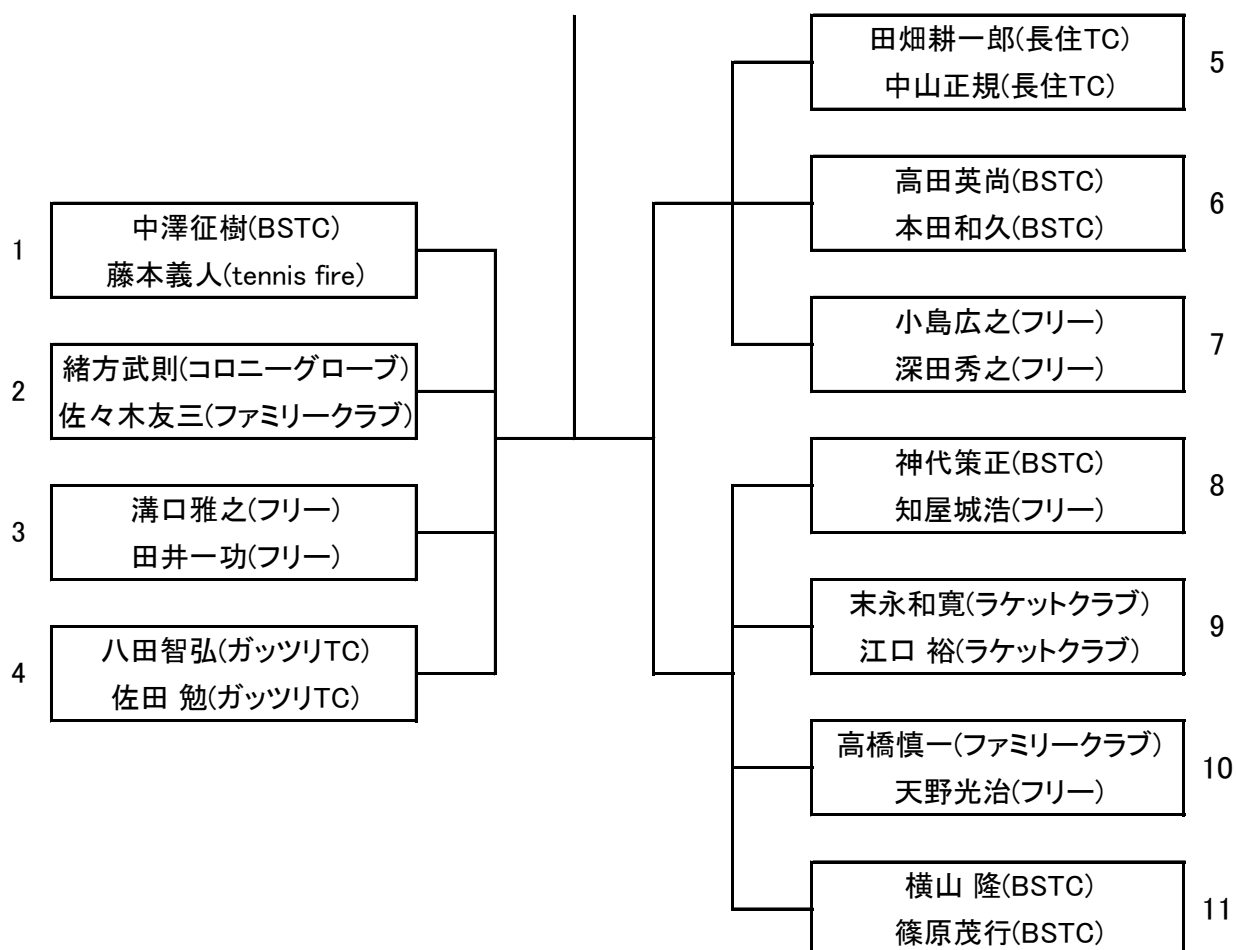 1
中澤征樹(BSTC)
藤本義人(tennis fire)
2
緒方武則(コロニーグローブ)
佐々木友三(ファミリークラブ)
3
溝口雅之(フリー)
田井一功(フリー)
4
八田智弘(ガッツリTC)
佐田 勉(ガッツリTC)
田畑耕一郎(長住TC)
中山正規(長住TC)
5
高田英尚(BSTC)
本田和久(BSTC)
6
小島広之(フリー)
深田秀之(フリー)
7
神代策正(BSTC)
知屋城浩(フリー)
8
末永和寛(ラケットクラブ)
江口 裕(ラケットクラブ)
9
高橋慎一(ファミリークラブ)
天野光治(フリー)
10
横山 隆(BSTC)
篠原茂行(BSTC)
11